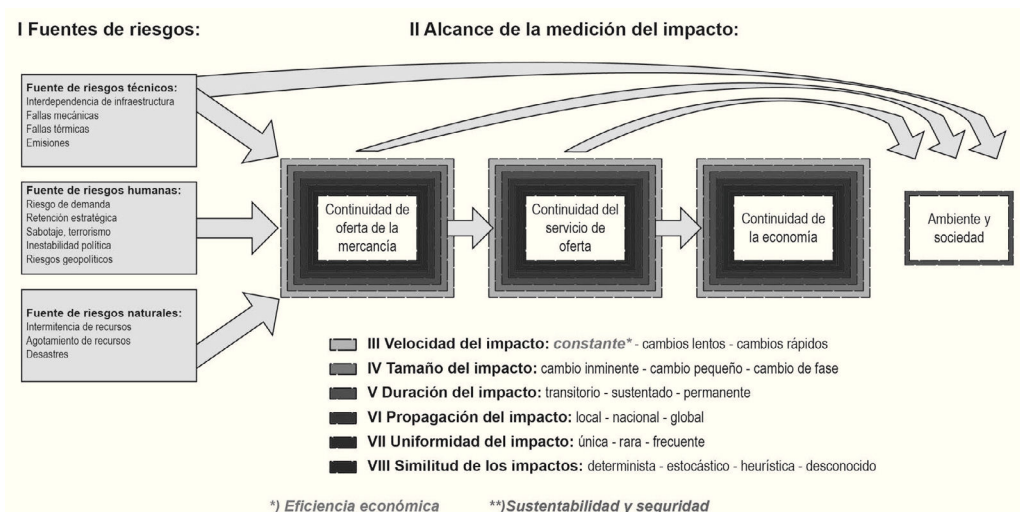 I Fuentes de riesgos:
II Alcance de la medición del impacto:
Fuente de riesgos técnicos:
Interdependencia de infraestructura
Fallas mecánicas
Fallas térmicas
Emisiones
Fuente de riesgos humanas:
Riesgo de demanda
Retención estratégica
Sabotaje, terrorismo
Inestabilidad política
Riesgos geopolíticos
Fuente de riesgos naturales:
Intermitencia de recursos
Agotamiento de recursos
Desastres
Continuidad de
oferta de la
mercancía
Continuidad del
servicio de
oferta
Continuidad de
la economía
Ambiente y
sociedad
III Velocidad del impacto: constante* - cambios lentos - cambios rápidos
IV Tamaño del impacto: cambio inminente - cambio pequeño - cambio de fase
V Duración del impacto: transitorio - sustentado - permanente
VI Propagación del impacto: local - nacional - global
VII Uniformidad del impacto: única - rara - frecuente
VIII Similitud de los impactos: determinista - estocástico - heurística - desconocido
*) Eficiencia económica
**)Sustentabilidad y seguridad